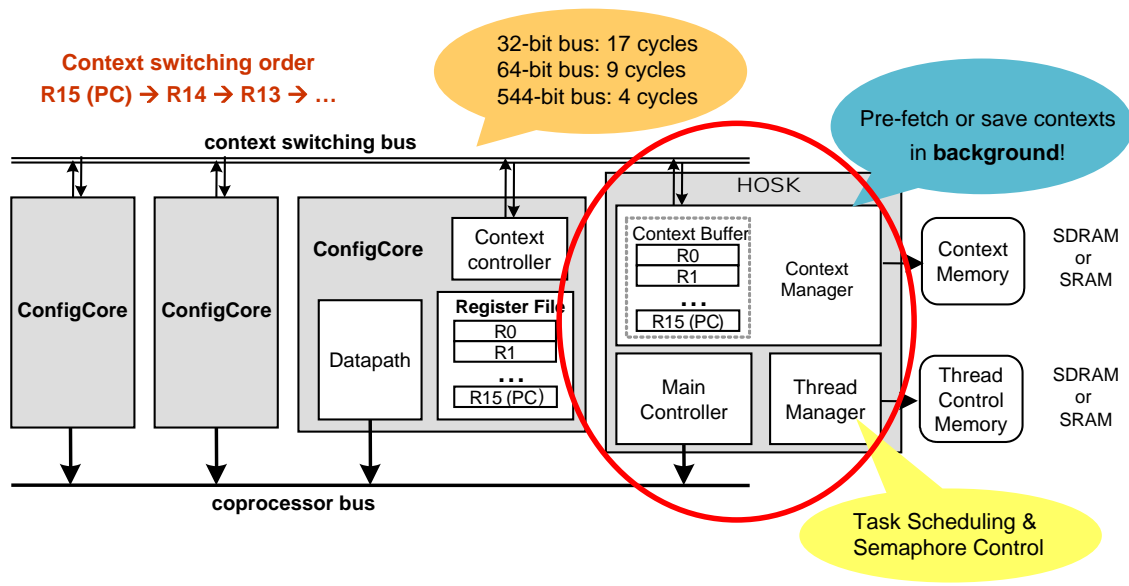 Context switching order
R15 (PC) → R14 → R13 → …
32-bit bus: 17 cycles
64-bit bus: 9 cycles
544-bit bus: 4 cycles
Pre-fetch or save contexts
in background!
context switching bus
HOSK
ConfigCore
ConfigCore
ConfigCore
Context
controller
Register File
R0
R1
...
R15 (PC)
Datapath
Context Buffer
R0
R1
...
R15 (PC)
Context
Manager
Main
Controller
Thread
Manager
Context
Memory
SDRAM
or
SRAM
Thread
Control
Memory
SDRAM
or
SRAM
coprocessor bus
Task Scheduling &
Semaphore Control